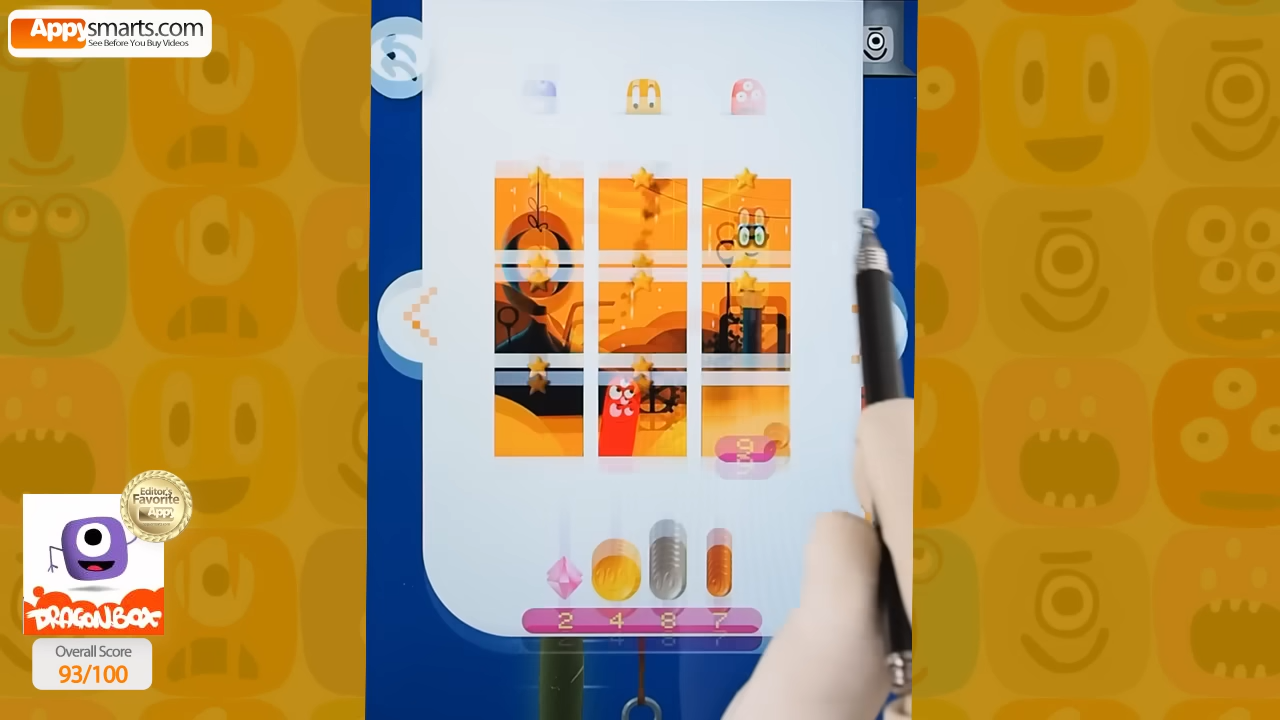 Appysmarts.com
See Before You Buy Videos
2 4 8 7
Editor's
Favorite
App
DRAGONBOX
Overall Score
93/100